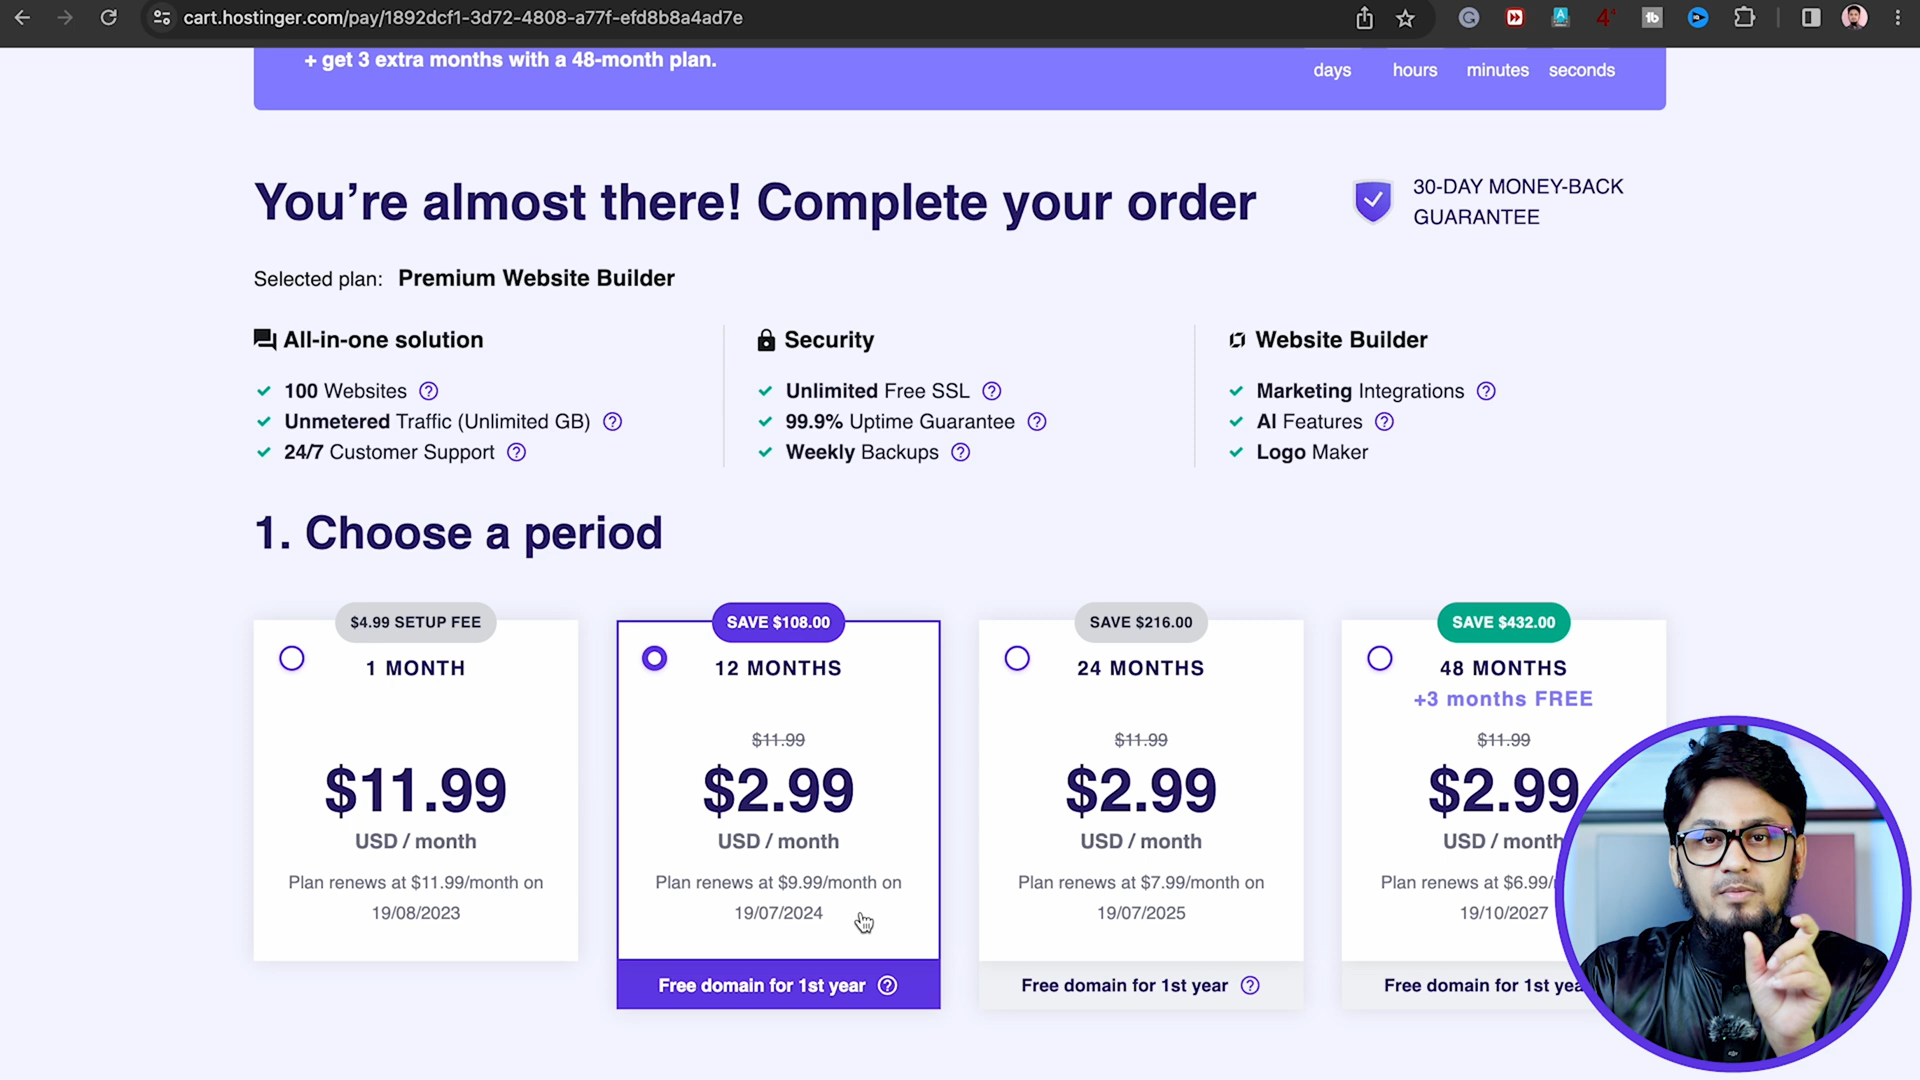 cart.hostinger.com/pay/1892dcf1-3d72-4808-a77f-efd8b8a4ad7e
+ get 3 extra months with a 48-month plan.
days hours minutes seconds
You’re almost there! Complete your order
30-DAY MONEY-BACK
GUARANTEE
Selected plan: Premium Website Builder
All-in-one solution
100 Websites
Unmetered Traffic (Unlimited GB)
24/7 Customer Support
Security
Unlimited Free SSL
99.9% Uptime Guarantee
Weekly Backups
Website Builder
Marketing Integrations
AI Features
Logo Maker
1. Choose a period
$4.99 SETUP FEE
1 MONTH
$11.99
USD / month
Plan renews at $11.99/month on
19/08/2023
SAVE $108.00
12 MONTHS
$11.99
$2.99
USD / month
Plan renews at $9.99/month on
19/07/2024
Free domain for 1st year
SAVE $216.00
24 MONTHS
$11.99
$2.99
USD / month
Plan renews at $7.99/month on
19/07/2025
Free domain for 1st year
SAVE $432.00
48 MONTHS
+3 months FREE
$11.99
$2.99
USD / month
Plan renews at $6.99/
19/10/2027
Free domain for 1st yea